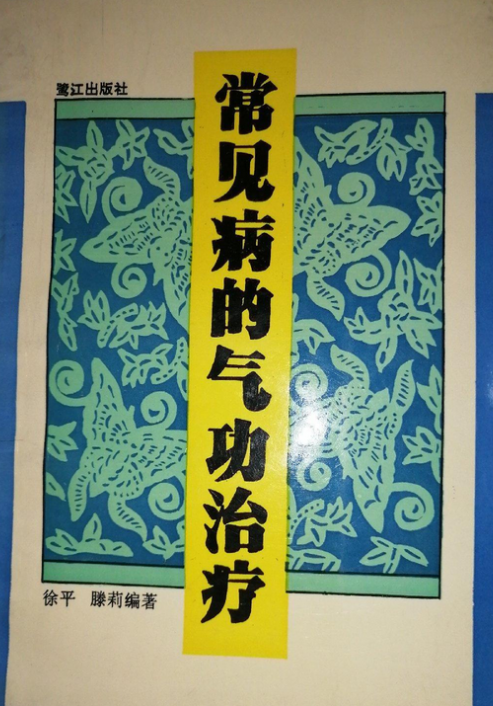 鹭江出版社
常见病的气功治疗
徐平 滕莉编著